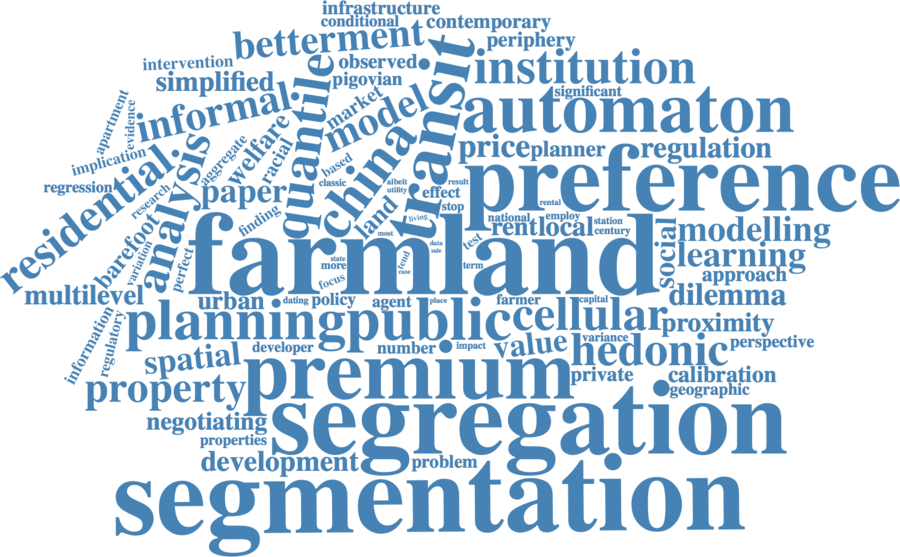 infrastructure
conditional
contemporary
betterment
periphery
intervention
observed
simplified
pigovian
institution
transit
quantile
market
significant
informal
model
automaton
apartment
evidence
welfare
racial
aggregate
china
price
planner
regulation
implication
residential
analysis
based
classic
albeit
result
utility
effect
preference
regression
research
paper
land
stop
rental
barefoot
finding
living
national
employ
station
rent
local
century
social
modelling
variation
perfect
farmland
most
data
sale
test
learning
state
more
tend
case
term
approach
focus
multilevel
urban
dating
policy
agent
place
farmer
capital
dilemma
information
regulatory
planning
public
cellular
proximity
developer
number
impact
value
variance
hedonic
perspective
spatial
property
premium
private
calibration
geographic
negotiating
segregation
properties
development
problem
segmentation